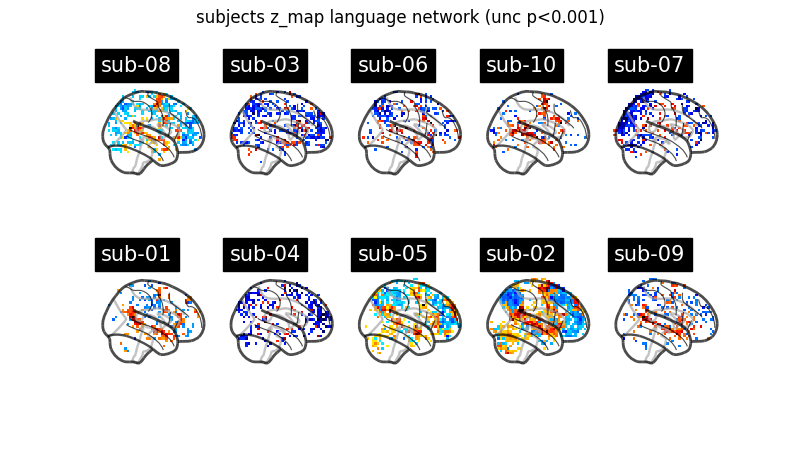 subjects z_map language network (unc p<0.001)
sub-08 sub-03 sub-06 sub-10 sub-07
sub-01 sub-04 sub-05 sub-02 sub-09